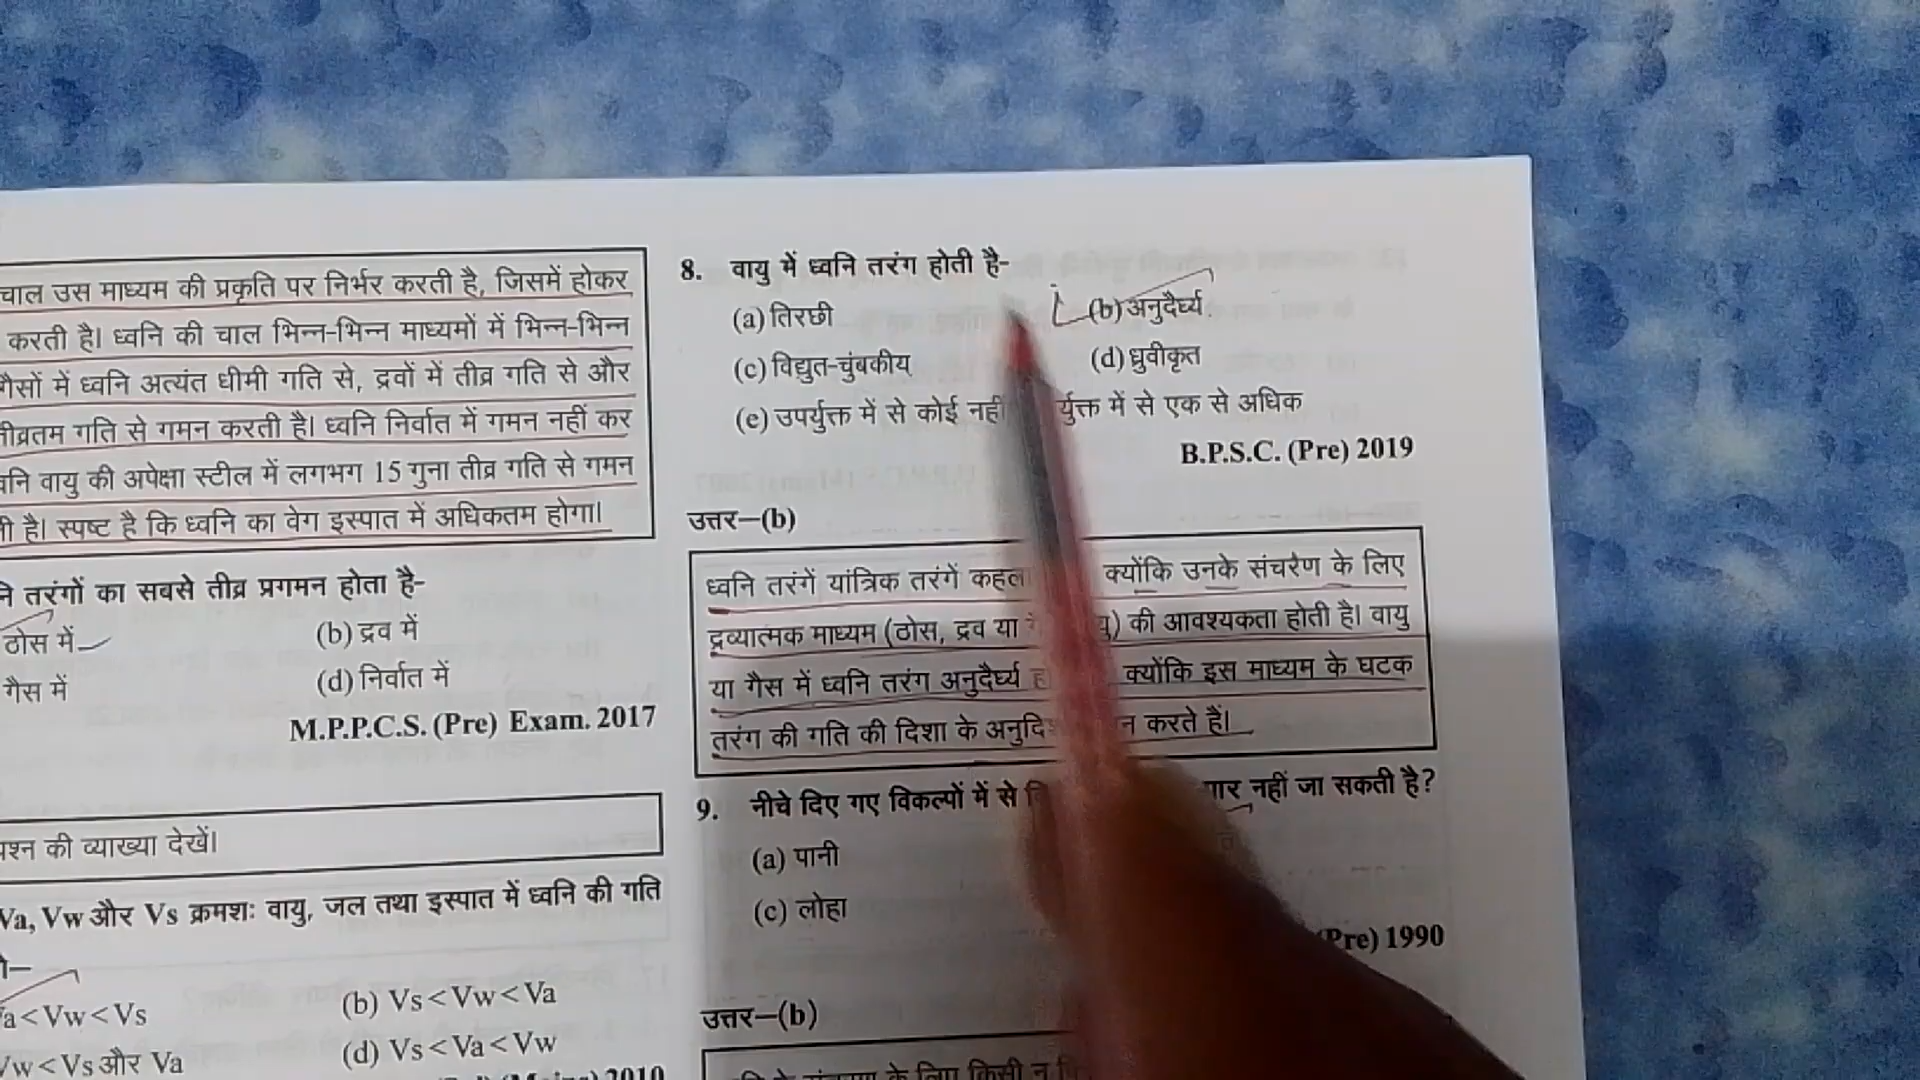 चाल उस माध्यम की प्रकृति पर निर्भर करती है, जिसमें होकर
करती है। ध्वनि की चाल भिन्न-भिन्न माध्यमों में भिन्न-भिन्न
गैसों में ध्वनि अत्यंत धीमी गति से, द्रवों में तीव्र गति से और
तीव्रतम गति से गमन करती है। ध्वनि निर्वात में गमन नहीं कर
वायु की अपेक्षा स्टील में लगभग 15 गुना तीव्र गति से गमन
है। स्पष्ट है कि ध्वनि का वेग इस्पात में अधिकतम होगा।
तरंगों का सबसे तीव्र प्रगमन होता है-
ठोस में
(b) द्रव में
गैस में
(d) निर्वात में
M.P.P.C.S. (Pre) Exam. 2017
की व्याख्या देखें।
Va, Vw और Vs क्रमशः वायु, जल तथा इस्पात में ध्वनि की गति
a<Vw<Vs
(b) Vs<Vw<Va
Vw<Vs और Va
(d) Vs<Va<Vw
2010
8. वायु में ध्वनि तरंग होती है-
(a) तिरछी
(b) अनुदैर्घ्य
(c) विद्युत-चुंबकीय
(d) ध्रुवीकृत
(e) उपर्युक्त में से कोई नहीं में से एक से अधिक
B.P.S.C. (Pre) 2019
उत्तर—(b)
ध्वनि तरंगें यांत्रिक तरंगें क्योंकि उनके संचरण के लिए
द्रव्यात्मक माध्यम (ठोस, द्रव या की आवश्यकता होती है। वायु
या गैस में ध्वनि तरंग अनुदैर्घ्य क्योंकि इस माध्यम के घटक
तरंग की गति की दिशा के करते हैं।
9. नीचे दिए गए विकल्पों में से नहीं जा सकती है?
(a) पानी
(c) लोहा
(Pre) 1990
उत्तर—(b)
के लिए किसी न